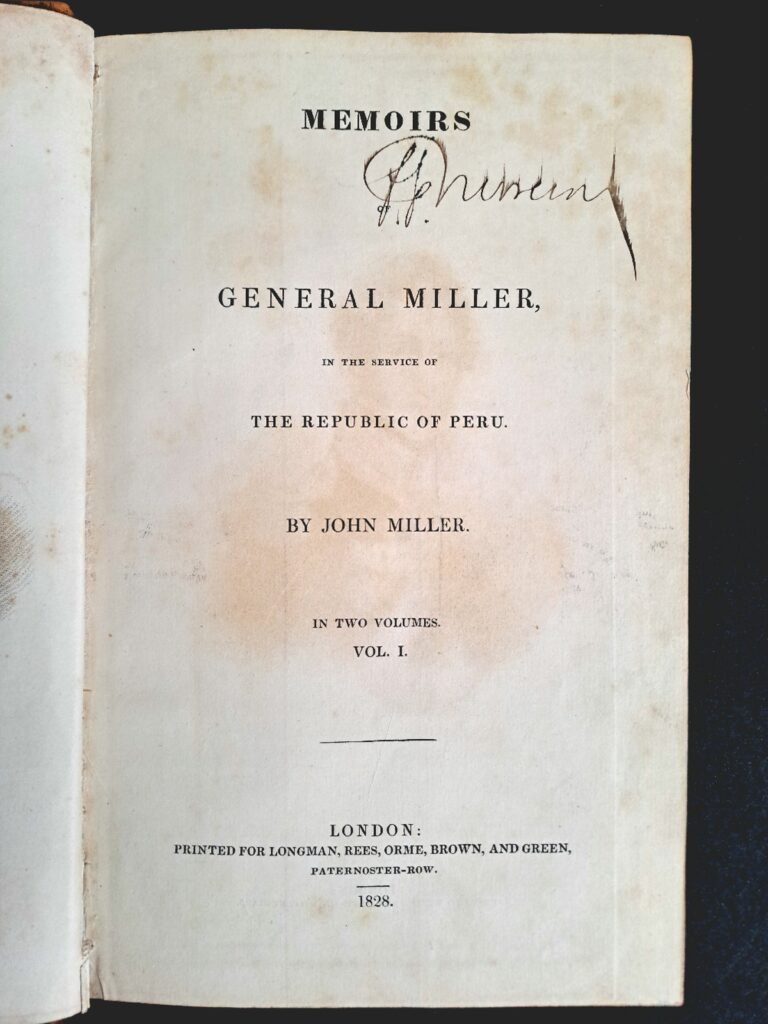 MEMOIRS
OF
GENERAL MILLER,
IN THE SERVICE OF
THE REPUBLIC OF PERU.
BY JOHN MILLER.
IN TWO VOLUMES.
VOL. I.
LONDON:
PRINTED FOR LONGMAN, REES, ORME, BROWN, AND GREEN,
PATERNOSTER-ROW.
1828.